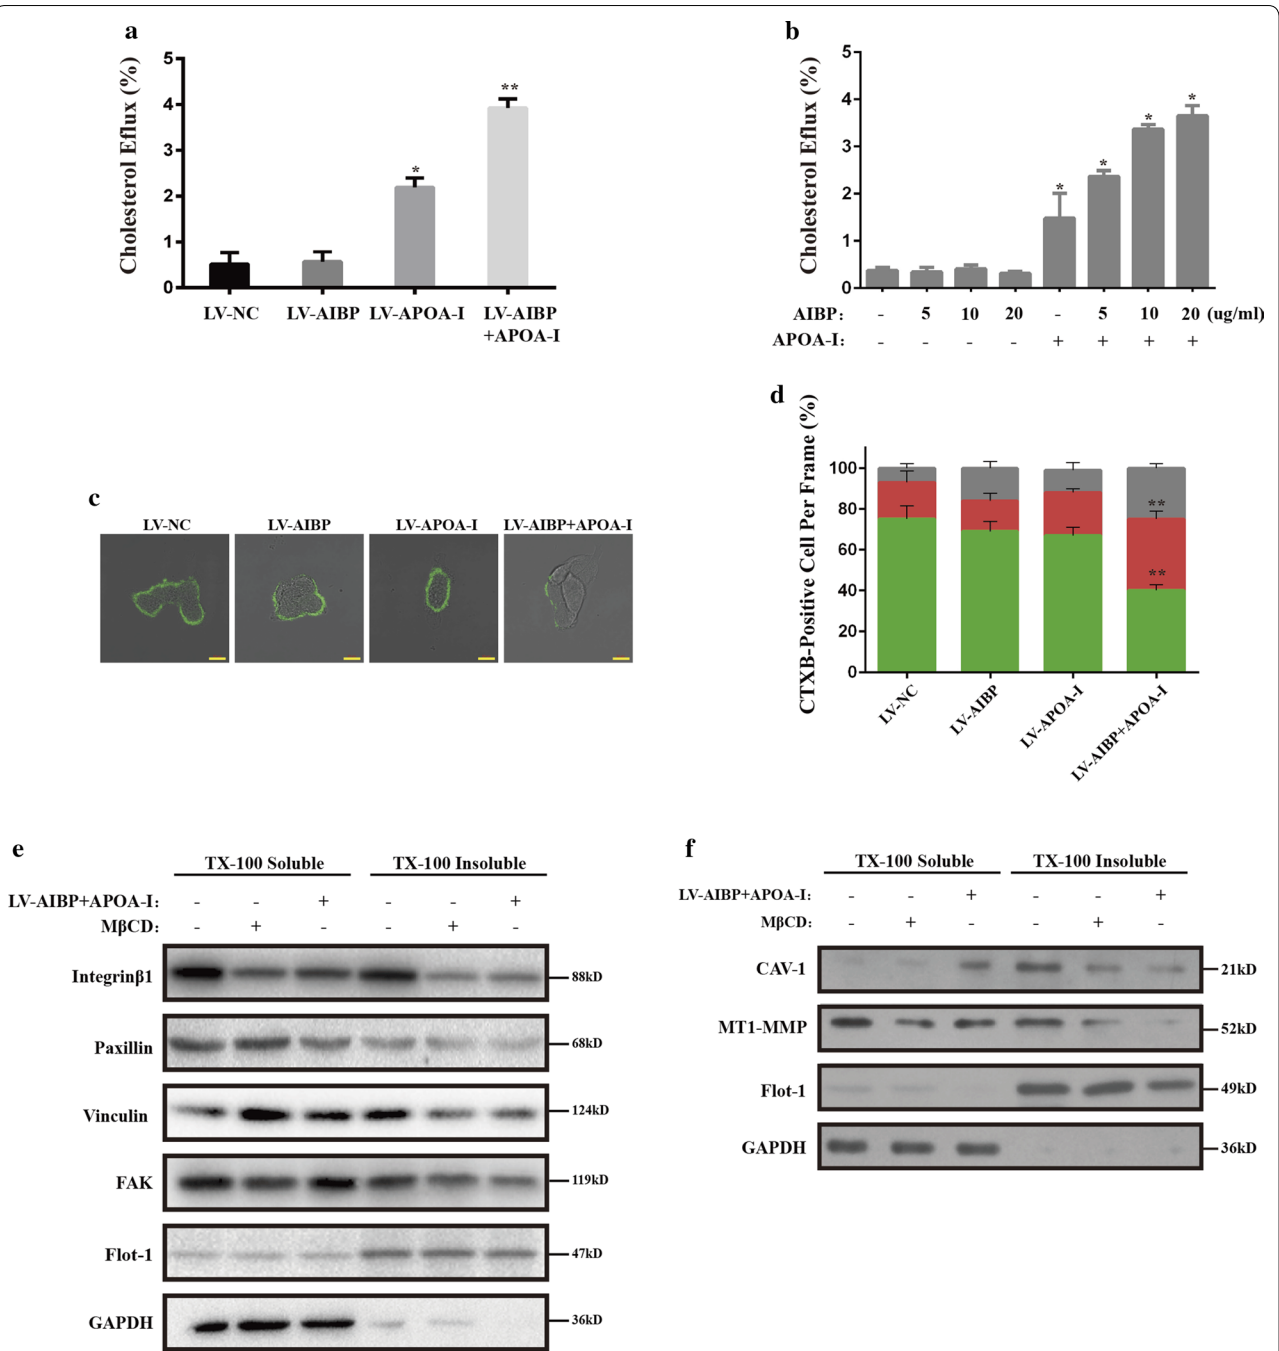 a
Cholesterol Eflux (%)
5
4
3
2
1
0
*
**
LV-NC
LV-AIBP
LV-APOA-I
LV-AIBP
+APOA-I
b
Cholesterol Eflux (%)
5
4
3
2
1
0
* * * *
AIBP: - 5 10 20 - 5 10 20 (ug/ml)
APOA-I: - - - - + + + +
c
LV-NC LV-AIBP LV-APOA-I LV-AIBP+APOA-I
d
CTXB-Positive Cell Per Frame (%)
100
80
60
40
20
0
**
**
LV-NC
LV-AIBP
LV-APOA-I
LV-AIBP+APOA-I
e
TX-100 Soluble TX-100 Insoluble
LV-AIBP+APOA-I: - - + - - +
MβCD: - + - - + -
Integrinβ1 88kD
Paxillin 68kD
Vinculin 124kD
FAK 119kD
Flot-1 47kD
GAPDH 36kD
f
TX-100 Soluble TX-100 Insoluble
LV-AIBP+APOA-I: - - + - - +
MβCD: - + - - + -
CAV-1 21kD
MT1-MMP 52kD
Flot-1 49kD
GAPDH 36kD